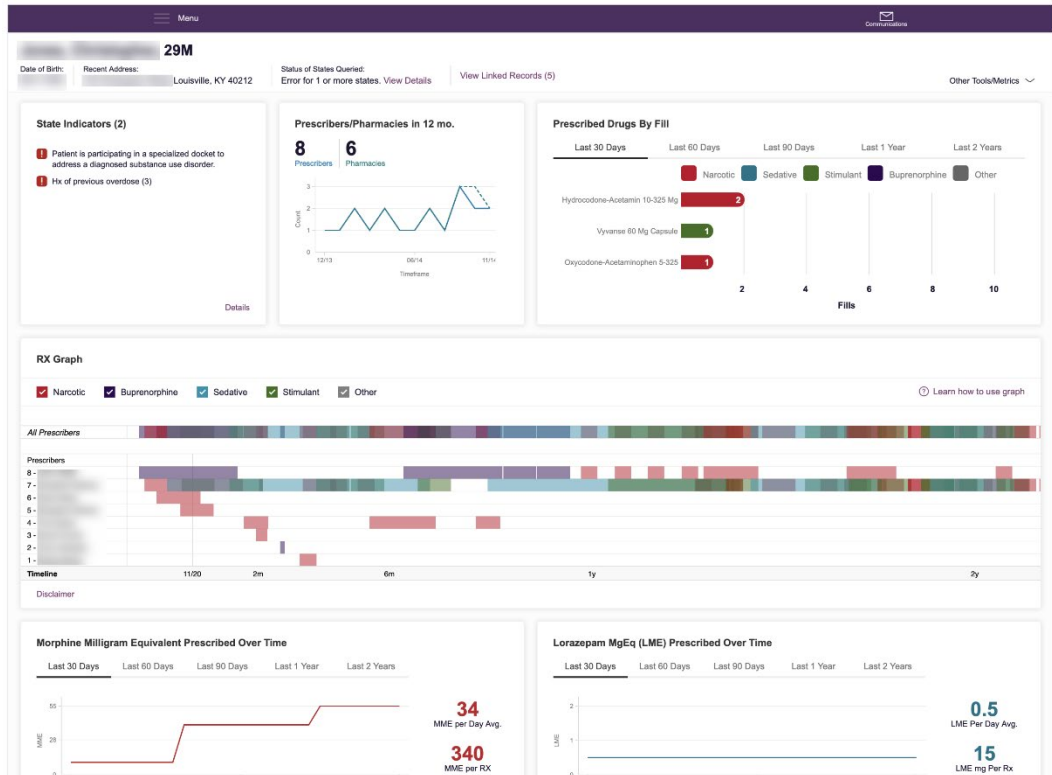 Menu
Communications
29M
Date of Birth:
Recent Address:
Louisville, KY 40212
Status of States Queried:
Error for 1 or more states. View Details
View Linked Records (5)
Other Tools/Metrics
State Indicators (2)
Patient is participating in a specialized docket to
address a diagnosed substance use disorder.
Hx of previous overdose (3)
Details
Prescribers/Pharmacies in 12 mo.
8 6
Prescribers Pharmacies
3
2
1
0
Count
12/13 06/14 11/14
Timeframe
Prescribed Drugs By Fill
Last 30 Days Last 60 Days Last 90 Days Last 1 Year Last 2 Years
Narcotic Sedative Stimulant Buprenorphine Other
Hydrocodone-Acetamin 10-325 Mg 2
Vyvanse 60 Mg Capsule 1
Oxycodone-Acetaminophen 5-325 1
2 4 6 8 10
Fills
RX Graph
Narcotic Buprenorphine Sedative Stimulant Other
Learn how to use graph
All Prescribers
Prescribers
8 -
7 -
6 -
5 -
4 -
3 -
2 -
1 -
Timeline 11/20 2m 6m 1y 2y
Disclaimer
Morphine Milligram Equivalent Prescribed Over Time
Last 30 Days Last 60 Days Last 90 Days Last 1 Year Last 2 Years
55
28
0
MME
34
MME per Day Avg.
340
MME per RX
Lorazepam MgEq (LME) Prescribed Over Time
Last 30 Days Last 60 Days Last 90 Days Last 1 Year Last 2 Years
2
1
0
LME
0.5
LME Per Day Avg.
15
LME mg Per Rx